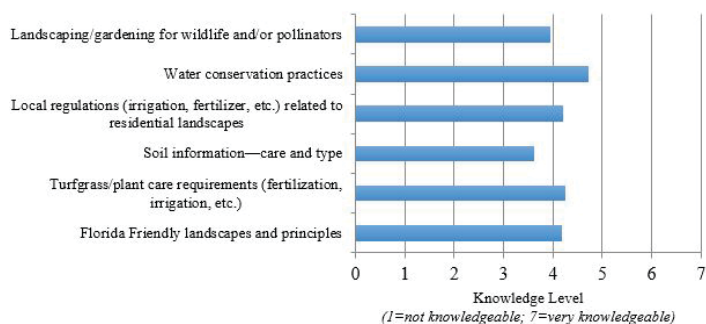 Landscaping/gardening for wildlife and/or pollinators
Water conservation practices
Local regulations (irrigation, fertilizer, etc.) related to
residential landscapes
Soil information—care and type
Turfgrass/plant care requirements (fertilization,
irrigation, etc.)
Florida Friendly landscapes and principles
0 1 2 3 4 5 6 7
Knowledge Level
(1=not knowledgeable; 7=very knowledgeable)